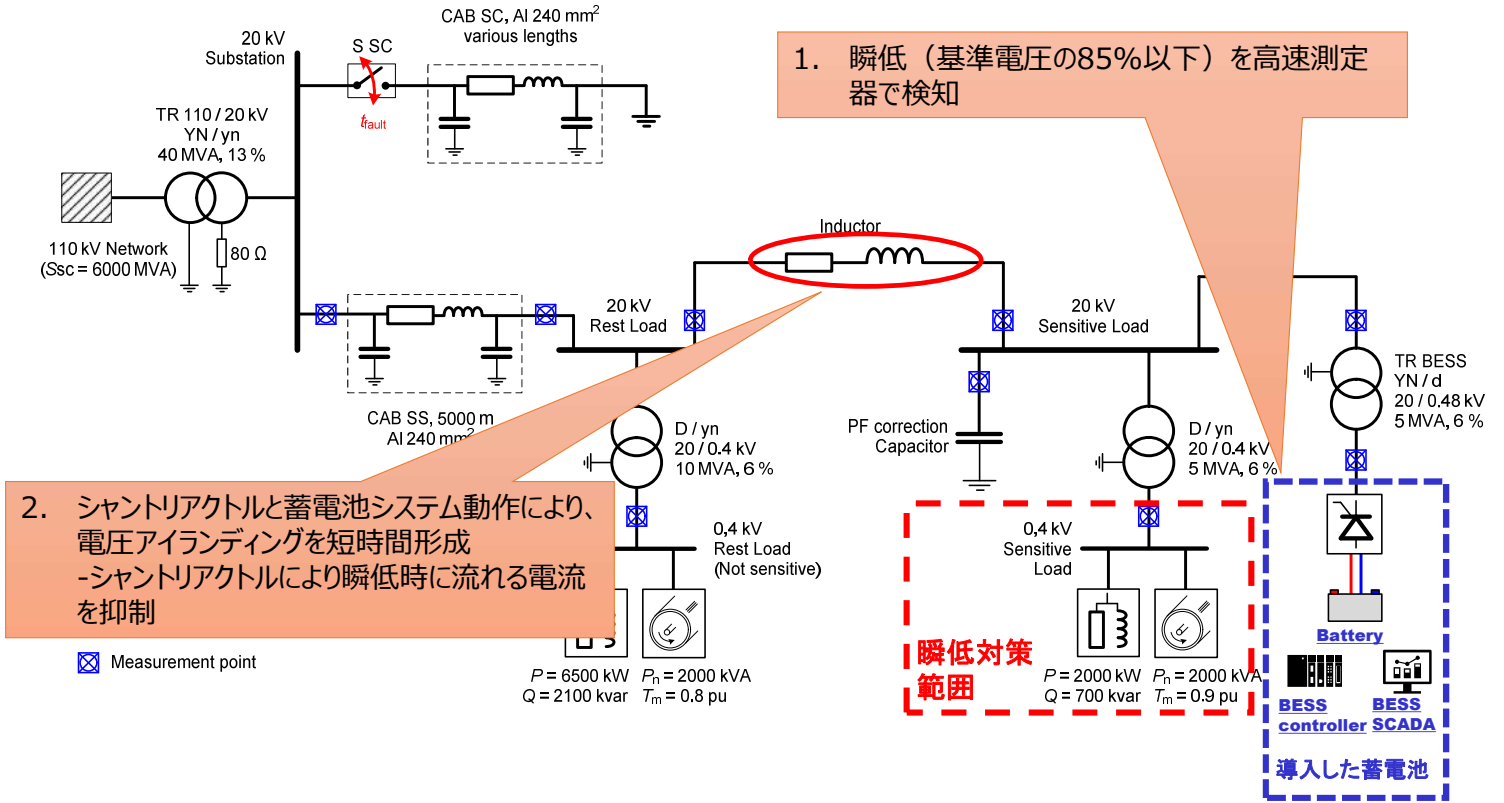 CAB SC, Al 240 mm²
various lengths
20 kV
Substation
S SC
tfault
TR 110 / 20 kV
YN / yn
40 MVA, 13 %
80 Ω
110 kV Network
(Ssc = 6000 MVA)
1. 瞬低（基準電圧の85%以下）を高速測定
器で検知
Inductor
20 kV
Rest Load
20 kV
Sensitive Load
CAB SS, 5000 m
Al 240 mm²
D / yn
20 / 0.4 kV
10 MVA, 6 %
PF correction
Capacitor
D / yn
20 / 0.4 kV
5 MVA, 6 %
TR BESS
YN / d
20 / 0.48 kV
5 MVA, 6 %
2. シャントリアクトルと蓄電池システム動作により、
電圧アイランディングを短時間形成
-シャントリアクトルにより瞬低時に流れる電流
を抑制
0,4 kV
Rest Load
(Not sensitive)
0,4 kV
Sensitive
Load
P = 6500 kW
Q = 2100 kvar
Pn = 2000 kVA
Tm = 0.8 pu
瞬低対策
範囲
P = 2000 kW
Q = 700 kvar
Pn = 2000 kVA
Tm = 0.9 pu
Battery
BESS
controller
BESS
SCADA
導入した蓄電池
Measurement point